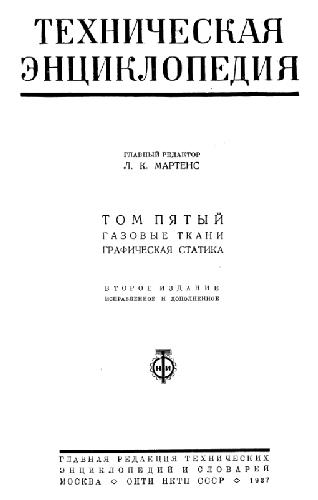 ТЕХНИЧЕСКАЯ
ЭНЦИКЛОПЕДИЯ
ГЛАВНЫЙ РЕДАКТОР
Л. К. МАРТЕНС
ТОМ ПЯТЫЙ
ГАЗОВЫЕ ТКАНИ
ГРАФИЧЕСКАЯ СТАТИКА
ВТОРОЕ ИЗДАНИЕ
ИСПРАВЛЕННОЕ И ДОПОЛНЕННОЕ
НТИ
ГЛАВНАЯ РЕДАКЦИЯ ТЕХНИЧЕСКИХ
ЭНЦИКЛОПЕДИЙ И СЛОВАРЕЙ
МОСКВА ◇ ОНТИ НКТП СССР ◇ 1937